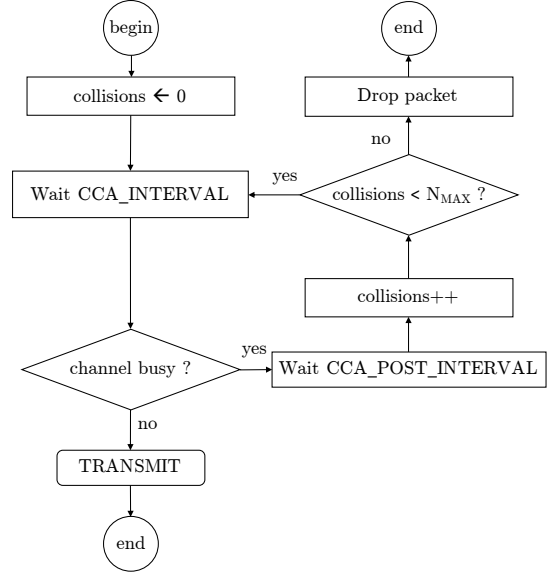 begin
end
collisions ← 0
Drop packet
no
yes
Wait CCA_INTERVAL
collisions < N_MAX ?
collisions++
channel busy ?
yes
Wait CCA_POST_INTERVAL
no
TRANSMIT
end